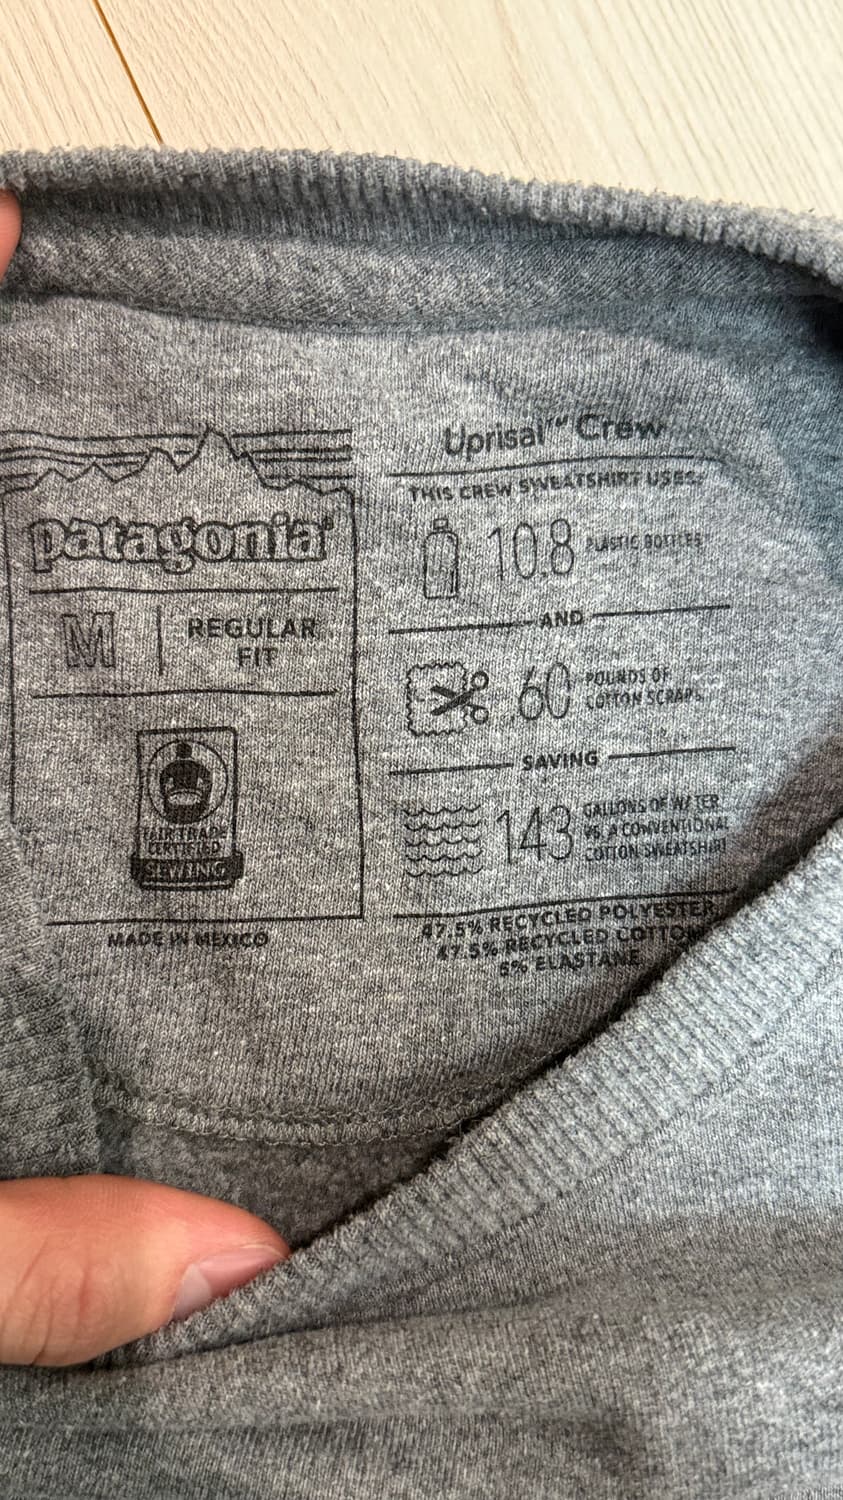 patagonia®
M
REGULAR
FIT
FAIR TRADE
CERTIFIED
SEWING
MADE IN MEXICO
Uprisal™ Crew
THIS CREW SWEATSHIRT USES:
10.8 PLASTIC BOTTLES
AND
.60 POUNDS OF
COTTON SCRAPS,
SAVING
143 GALLONS OF WATER
VS. A CONVENTIONAL
COTTON SWEATSHIRT
47.5% RECYCLED POLYESTER
47.5% RECYCLED COTTON
5% ELASTANE